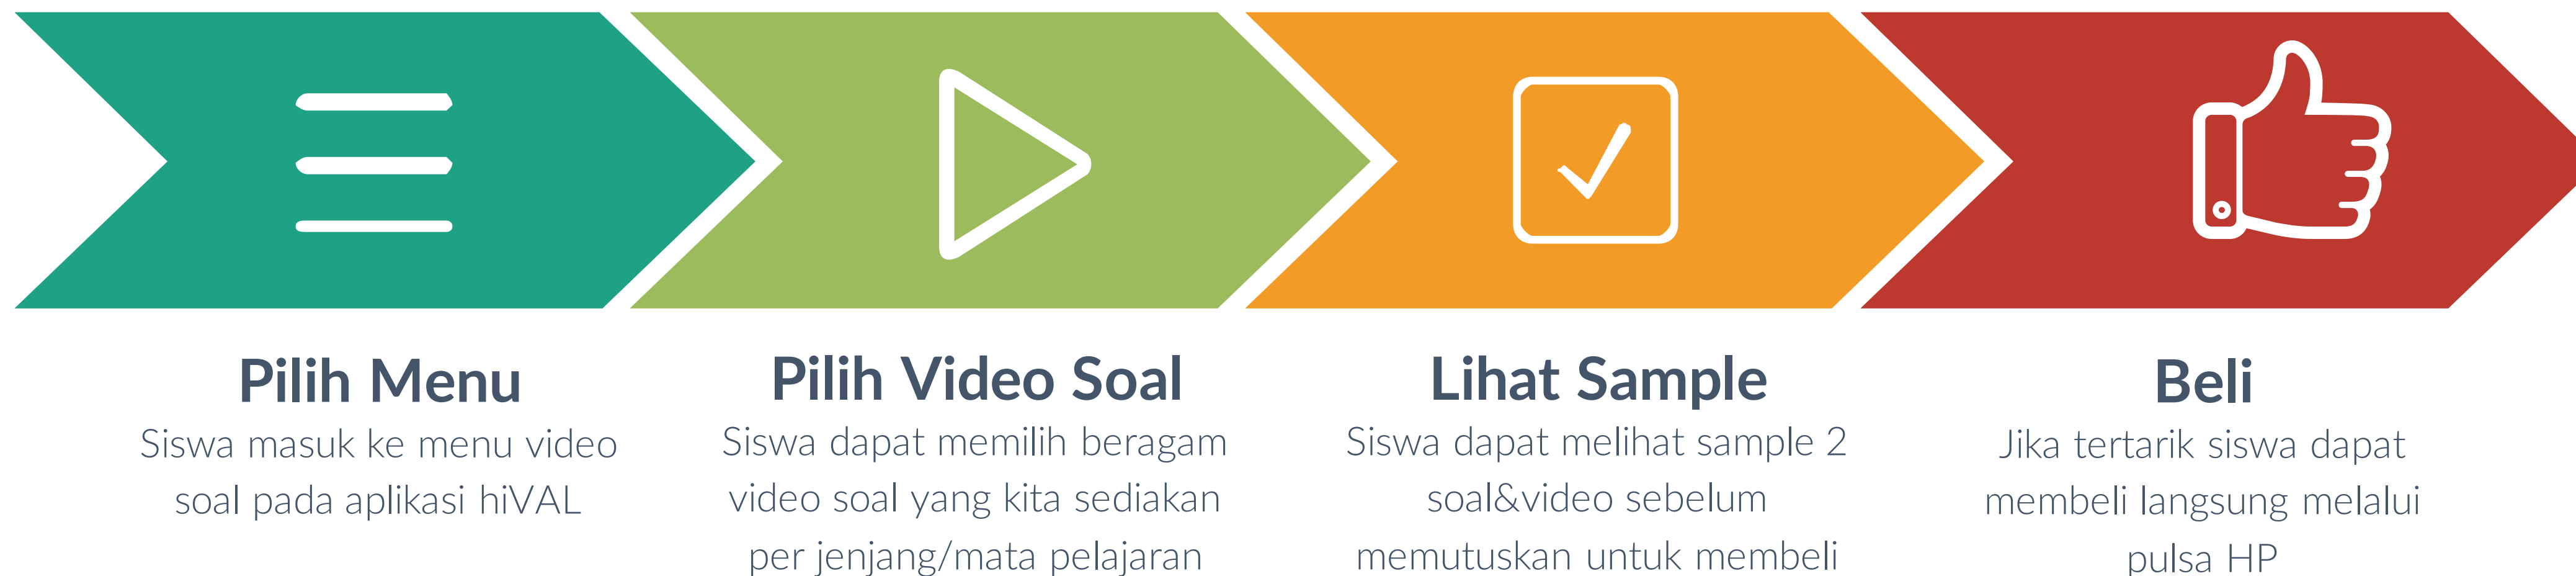 Pilih Menu
Siswa masuk ke menu video
soal pada aplikasi hiVAL
Pilih Video Soal
Siswa dapat memilih beragam
video soal yang kita sediakan
per jenjang/mata pelajaran
Lihat Sample
Siswa dapat melihat sample 2
soal&video sebelum
memutuskan untuk membeli
Beli
Jika tertarik siswa dapat
membeli langsung melalui
pulsa HP